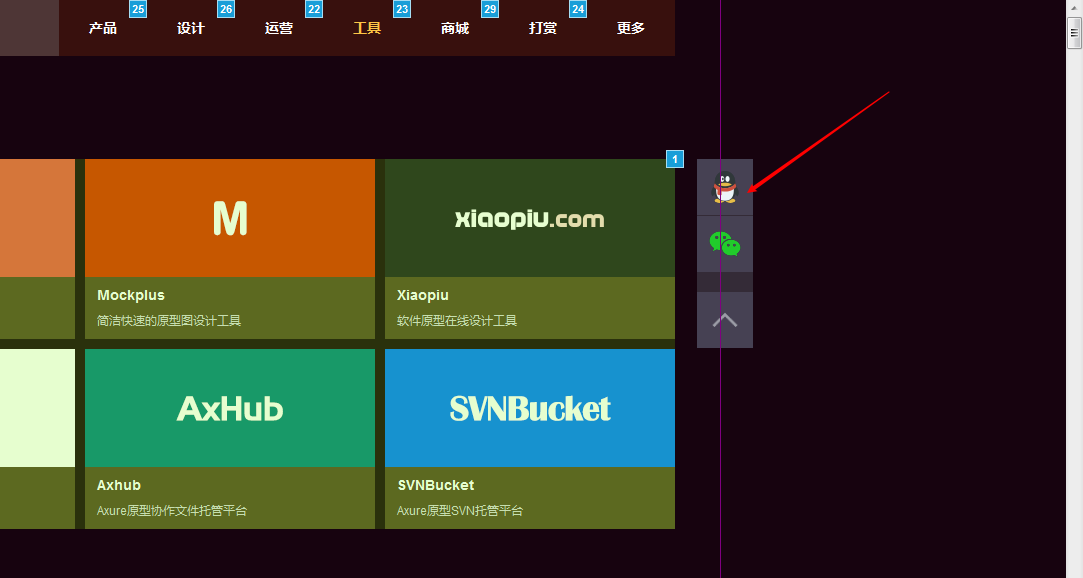 25 26 22 23 29 24
产品 设计 运营 工具 商城 打赏 更多
1
M
xiaopiu.com
Mockplus
简洁快速的原型图设计工具
Xiaopiu
软件原型在线设计工具
AxHub
SVNBucket
Axhub
Axure原型协作文件托管平台
SVNBucket
Axure原型SVN托管平台